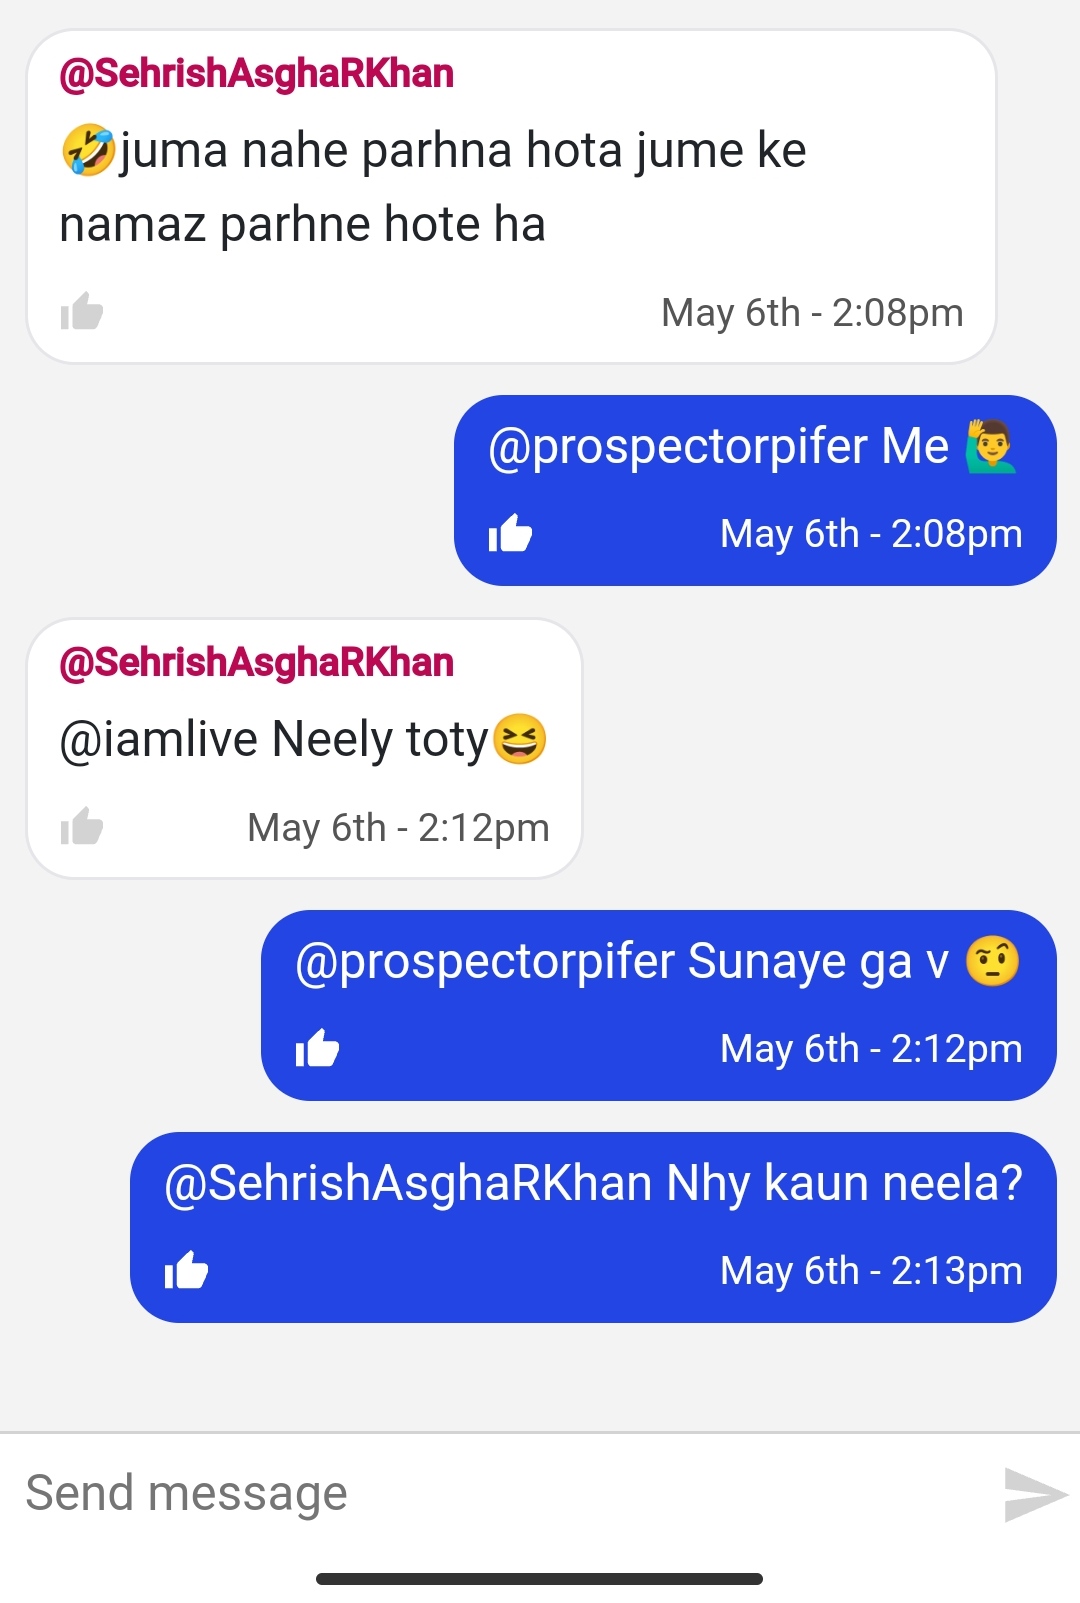 @SehrishAsghaRKhan
🤣juma nahe parhna hota jume ke
namaz parhne hote ha
May 6th - 2:08pm
@prospectorpifer Me 🙋‍♂️
May 6th - 2:08pm
@SehrishAsghaRKhan
@iamlive Neely toty😆
May 6th - 2:12pm
@prospectorpifer Sunaye ga v 🤨
May 6th - 2:12pm
@SehrishAsghaRKhan Nhy kaun neela?
May 6th - 2:13pm
Send message